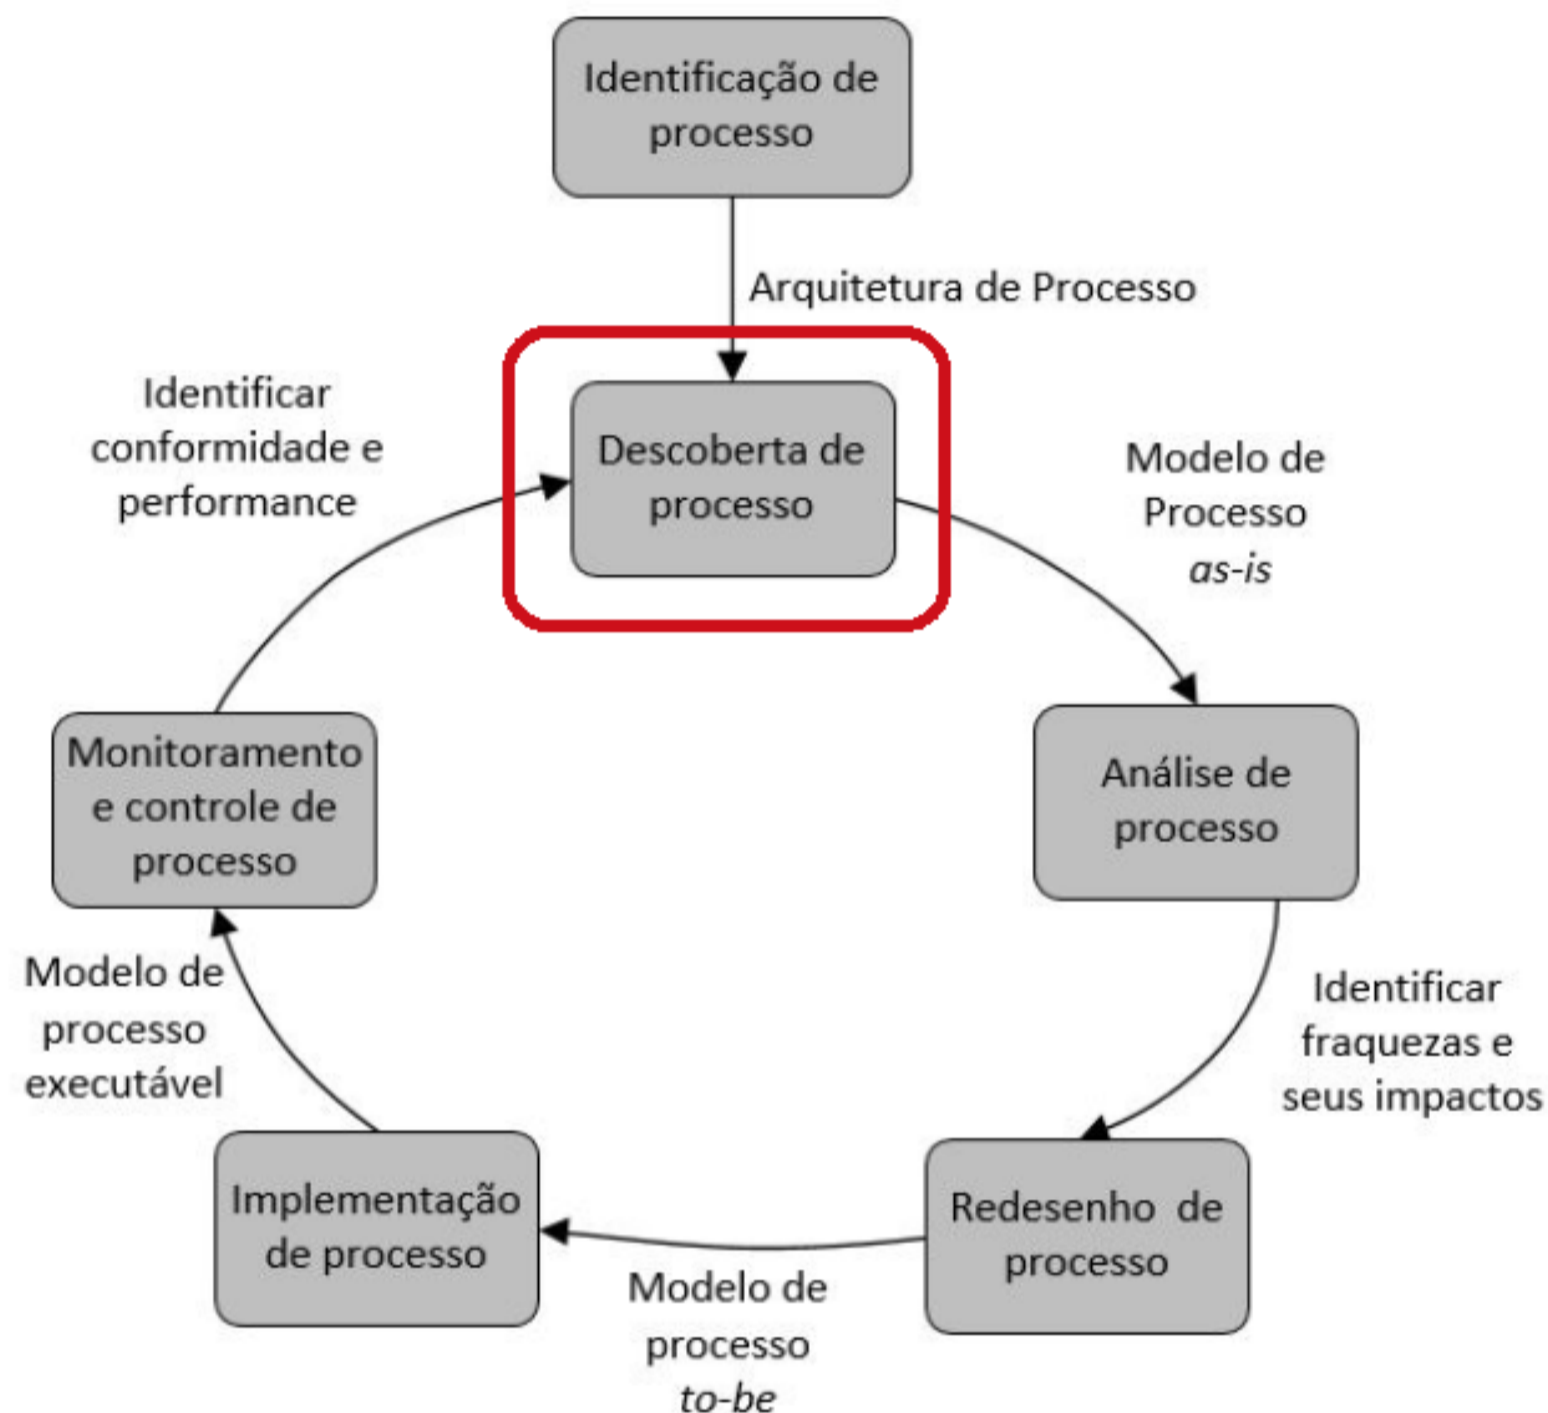 Identificação de
processo
Arquitetura de Processo
Identificar
conformidade e
performance
Descoberta de
processo
Modelo de
Processo
as-is
Monitoramento
e controle de
processo
Análise de
processo
Modelo de
processo
executável
Identificar
fraquezas e
seus impactos
Implementação
de processo
Redesenho de
processo
Modelo de
processo
to-be